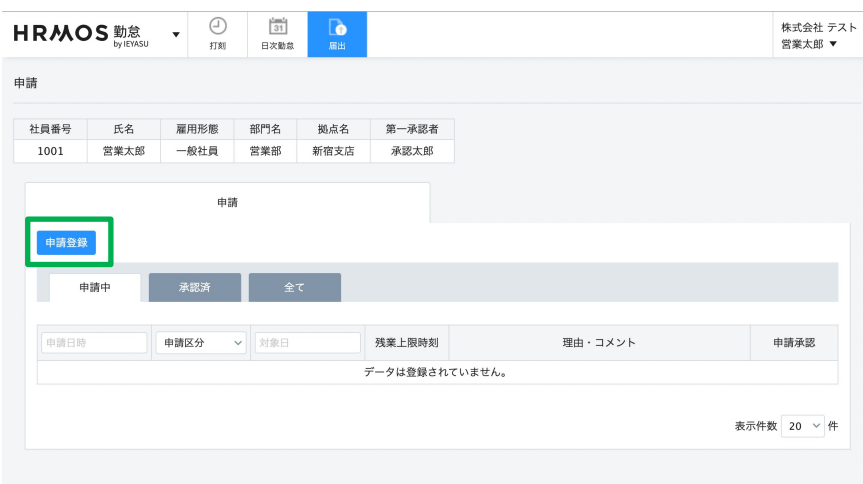 HRMOS 勤怠 ▼
by IEYASU
31
打刻 日次勤怠 届出
株式会社 テスト
営業太郎 ▼
申請
社員番号 氏名 雇用形態 部門名 拠点名 第一承認者
1001 営業太郎 一般社員 営業部 新宿支店 承認太郎
申請
申請登録
申請中 承認済 全て
申請日時 申請区分 対象日 残業上限時刻 理由・コメント 申請承認
データは登録されていません。
表示件数 20 件